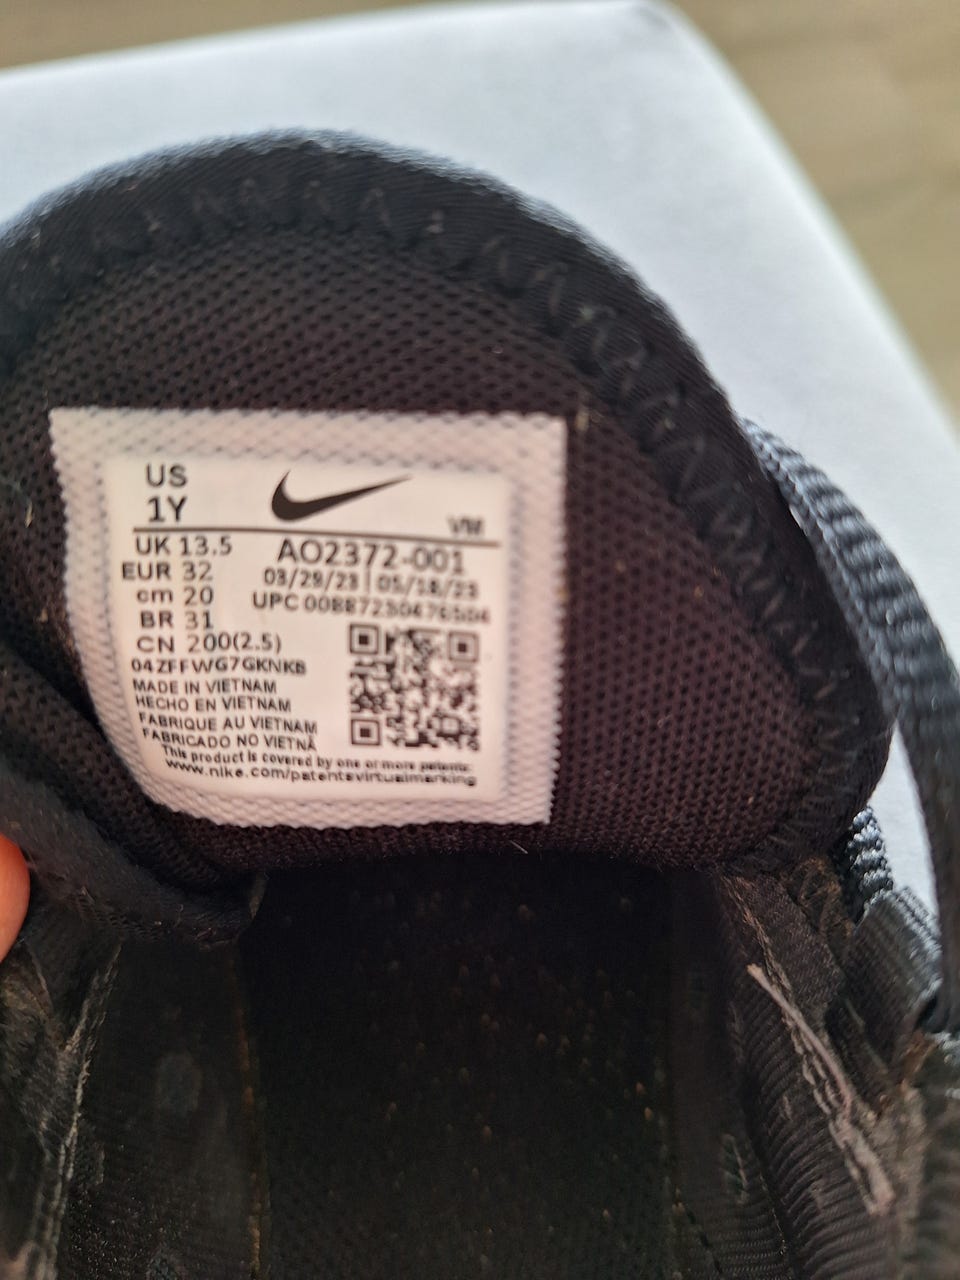 US
1Y
VM
UK 13.5
AO2372-001
EUR 32
03/29/23 | 05/18/23
cm 20
UPC 00887230476504
BR 31
CN 200(2.5)
04ZFFWG7GKNKB
MADE IN VIETNAM
HECHO EN VIETNAM
FABRIQUE AU VIETNAM
FABRICADO NO VIETNÃ
This product is covered by one or more patents:
www.nike.com/patentsvirtualmarking